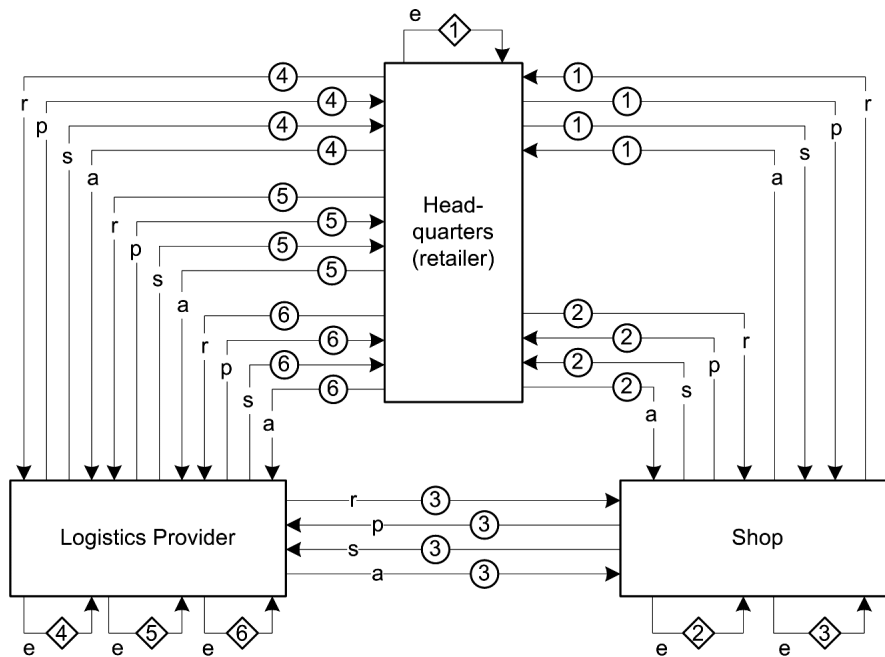 e 1
4 1
r p 4 1 p r
s 4 1 s
a 4 1 a
5
r p 5
s 5
a 5
Head-
quarters
(retailer)
6 2
r p 6 2 r
s 6 2 p
a 6 2 s
a
r 3
Logistics Provider
p 3
Shop
s 3
a 3
e 4 e 5 e 6 e 2 e 3